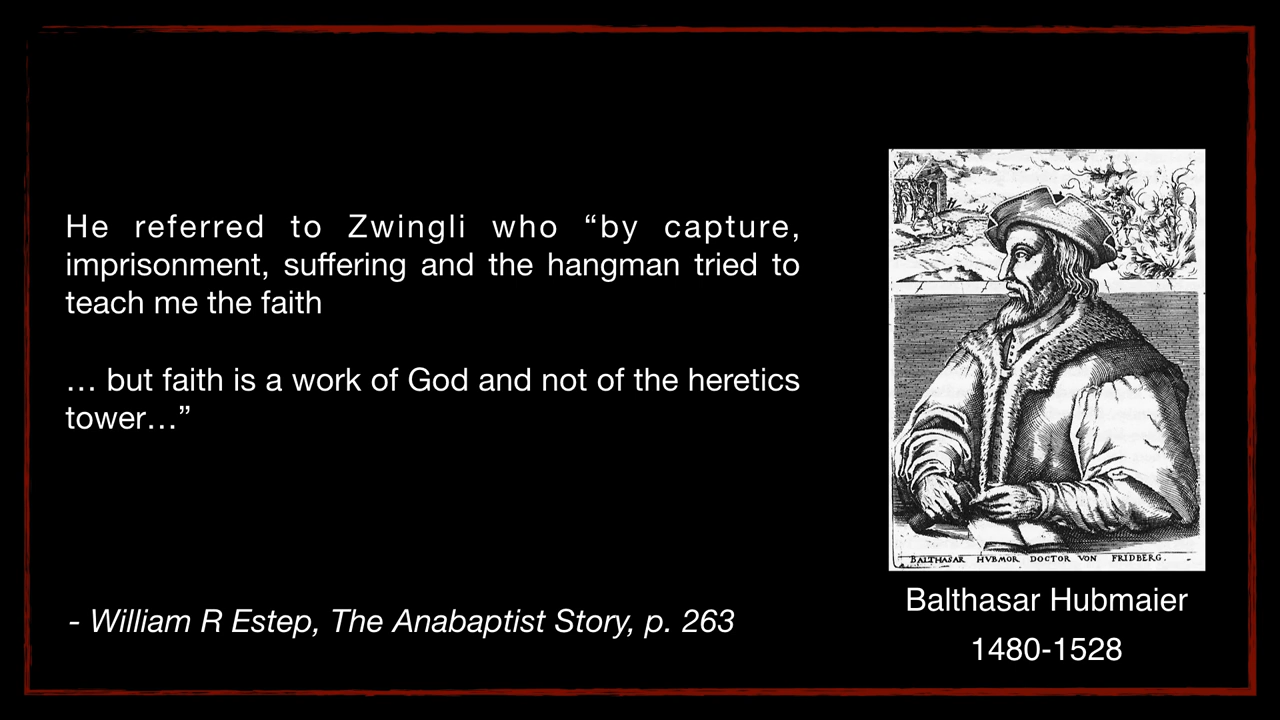 He referred to Zwingli who “by capture,
imprisonment, suffering and the hangman tried to
teach me the faith
… but faith is a work of God and not of the heretics
tower…”
- William R Estep, The Anabaptist Story, p. 263
BALTHASAR HVBMOR DOCTOR VON FRIDBERG.
Balthasar Hubmaier
1480-1528